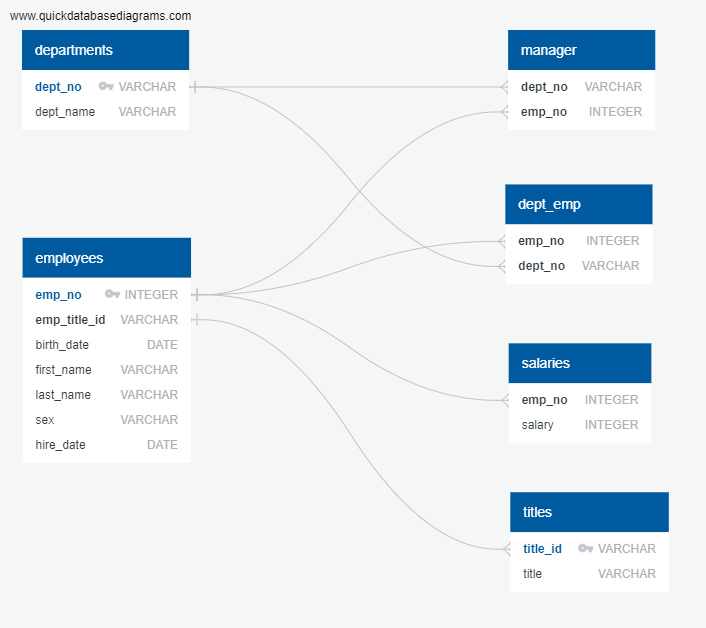 www.quickdatabasediagrams.com
departments
dept_no VARCHAR
dept_name VARCHAR
manager
dept_no VARCHAR
emp_no INTEGER
dept_emp
emp_no INTEGER
dept_no VARCHAR
employees
emp_no INTEGER
emp_title_id VARCHAR
birth_date DATE
first_name VARCHAR
last_name VARCHAR
sex VARCHAR
hire_date DATE
salaries
emp_no INTEGER
salary INTEGER
titles
title_id VARCHAR
title VARCHAR